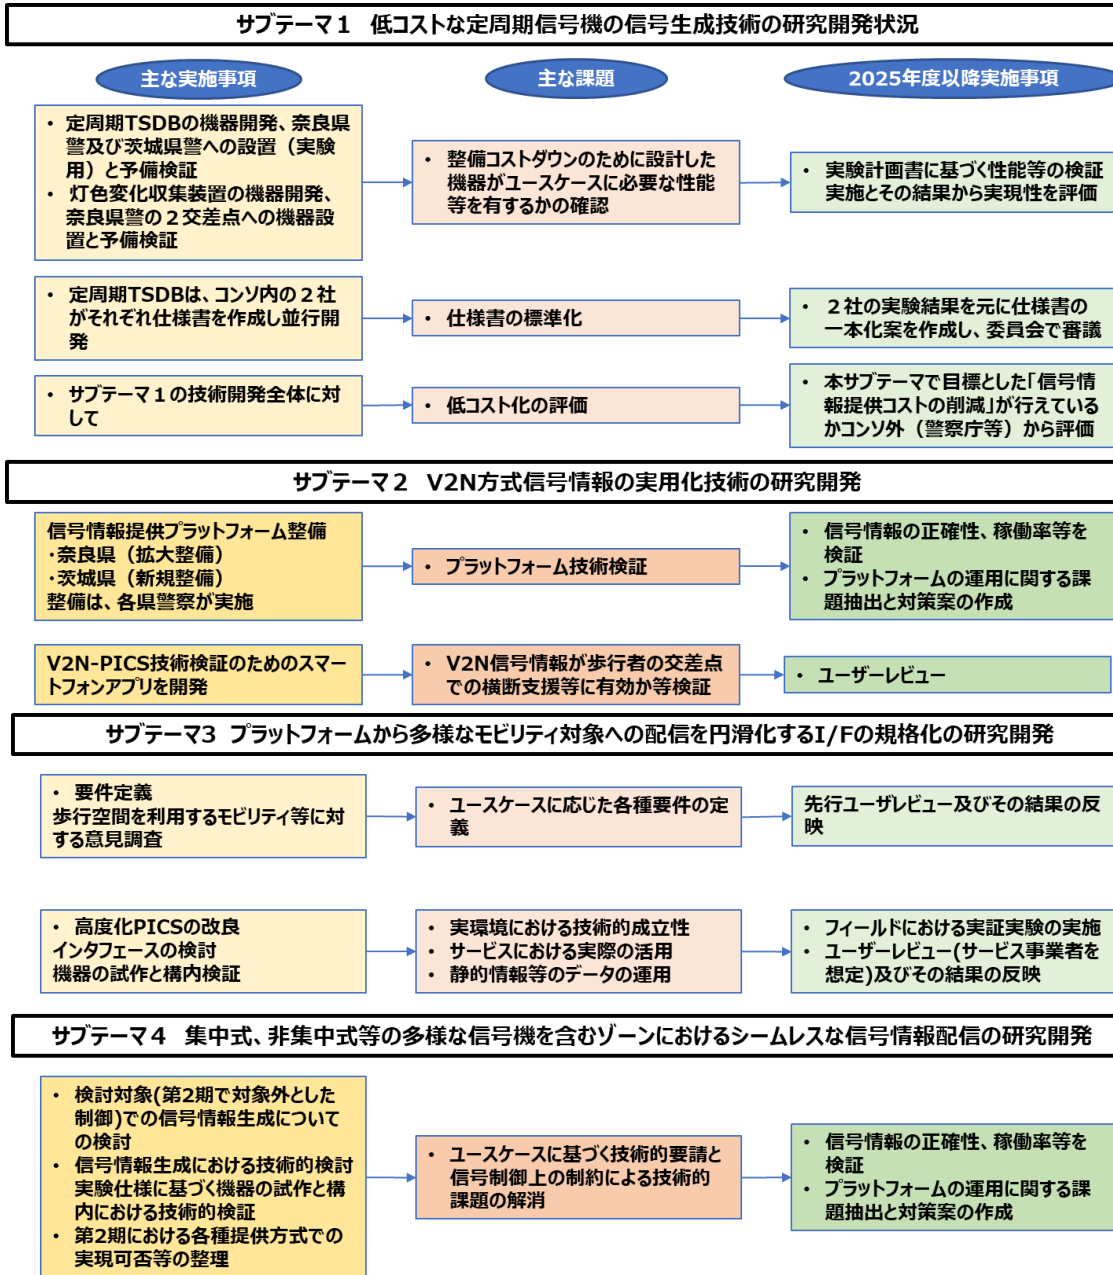 サブテーマ１ 低コストな定周期信号機の信号生成技術の研究開発状況
主な実施事項
主な課題
2025年度以降実施事項
• 定周期TSDBの機器開発、奈良県
警及び茨城県警への設置（実験
用）と予備検証
• 灯色変化収集装置の機器開発、
奈良県警の２交差点への機器設
置と予備検証
• 整備コストダウンのために設計した
機器がユースケースに必要な性能
等を有するかの確認
• 実験計画書に基づく性能等の検証
実施とその結果から実現性を評価
• 定周期TSDBは、コンソ内の２社
がそれぞれ仕様書を作成し並行開
発
• 仕様書の標準化
• ２社の実験結果を元に仕様書の
一本化案を作成し、委員会で審議
• サブテーマ１の技術開発全体に対
して
• 低コスト化の評価
• 本サブテーマで目標とした「信号情
報提供コストの削減」が行えている
かコンソ外（警察庁等）から評価
サブテーマ２ V2N方式信号情報の実用化技術の研究開発
信号情報提供プラットフォーム整備
・奈良県（拡大整備）
・茨城県（新規整備）
整備は、各県警察が実施
• プラットフォーム技術検証
• 信号情報の正確性、稼働率等を
検証
• プラットフォームの運用に関する課
題抽出と対策案の作成
V2N-PICS技術検証のためのスマー
トフォンアプリを開発
• V2N信号情報が歩行者の交差点
での横断支援等に有効か等検証
• ユーザーレビュー
サブテーマ3 プラットフォームから多様なモビリティ対象への配信を円滑化するI/Fの規格化の研究開発
• 要件定義
歩行空間を利用するモビリティ等に対
する意見調査
• ユースケースに応じた各種要件の定
義
先行ユーザレビュー及びその結果の反
映
• 高度化PICSの改良
インタフェースの検討
機器の試作と構内検証
• 実環境における技術的成立性
• サービスにおける実際の活用
• 静的情報等のデータの運用
• フィールドにおける実証実験の実施
• ユーザーレビュー(サービス事業者を
想定)及びその結果の反映
サブテーマ４ 集中式、非集中式等の多様な信号機を含むゾーンにおけるシームレスな信号情報配信の研究開発
• 検討対象(第2期で対象外とした
制御)での信号情報生成について
の検討
• 信号情報生成における技術的検討
実験仕様に基づく機器の試作と構
内における技術的検証
• 第2期における各種提供方式での
実現可否等の整理
• ユースケースに基づく技術的要請と
信号制御上の制約による技術的
課題の解消
• 信号情報の正確性、稼働率等を
検証
• プラットフォームの運用に関する課
題抽出と対策案の作成